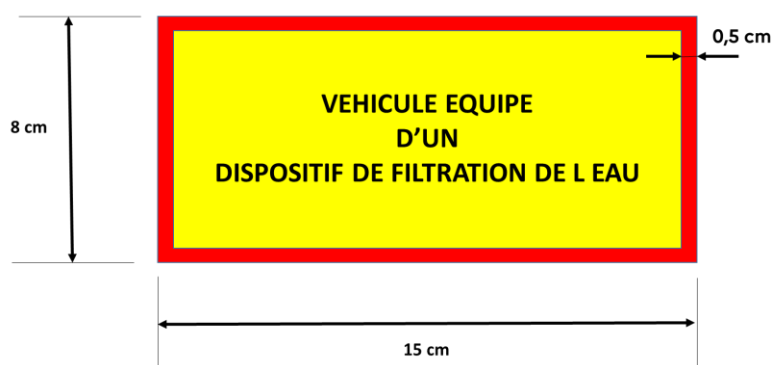 0,5 cm
8 cm
VEHICULE EQUIPE
D'UN
DISPOSITIF DE FILTRATION DE L EAU
15 cm